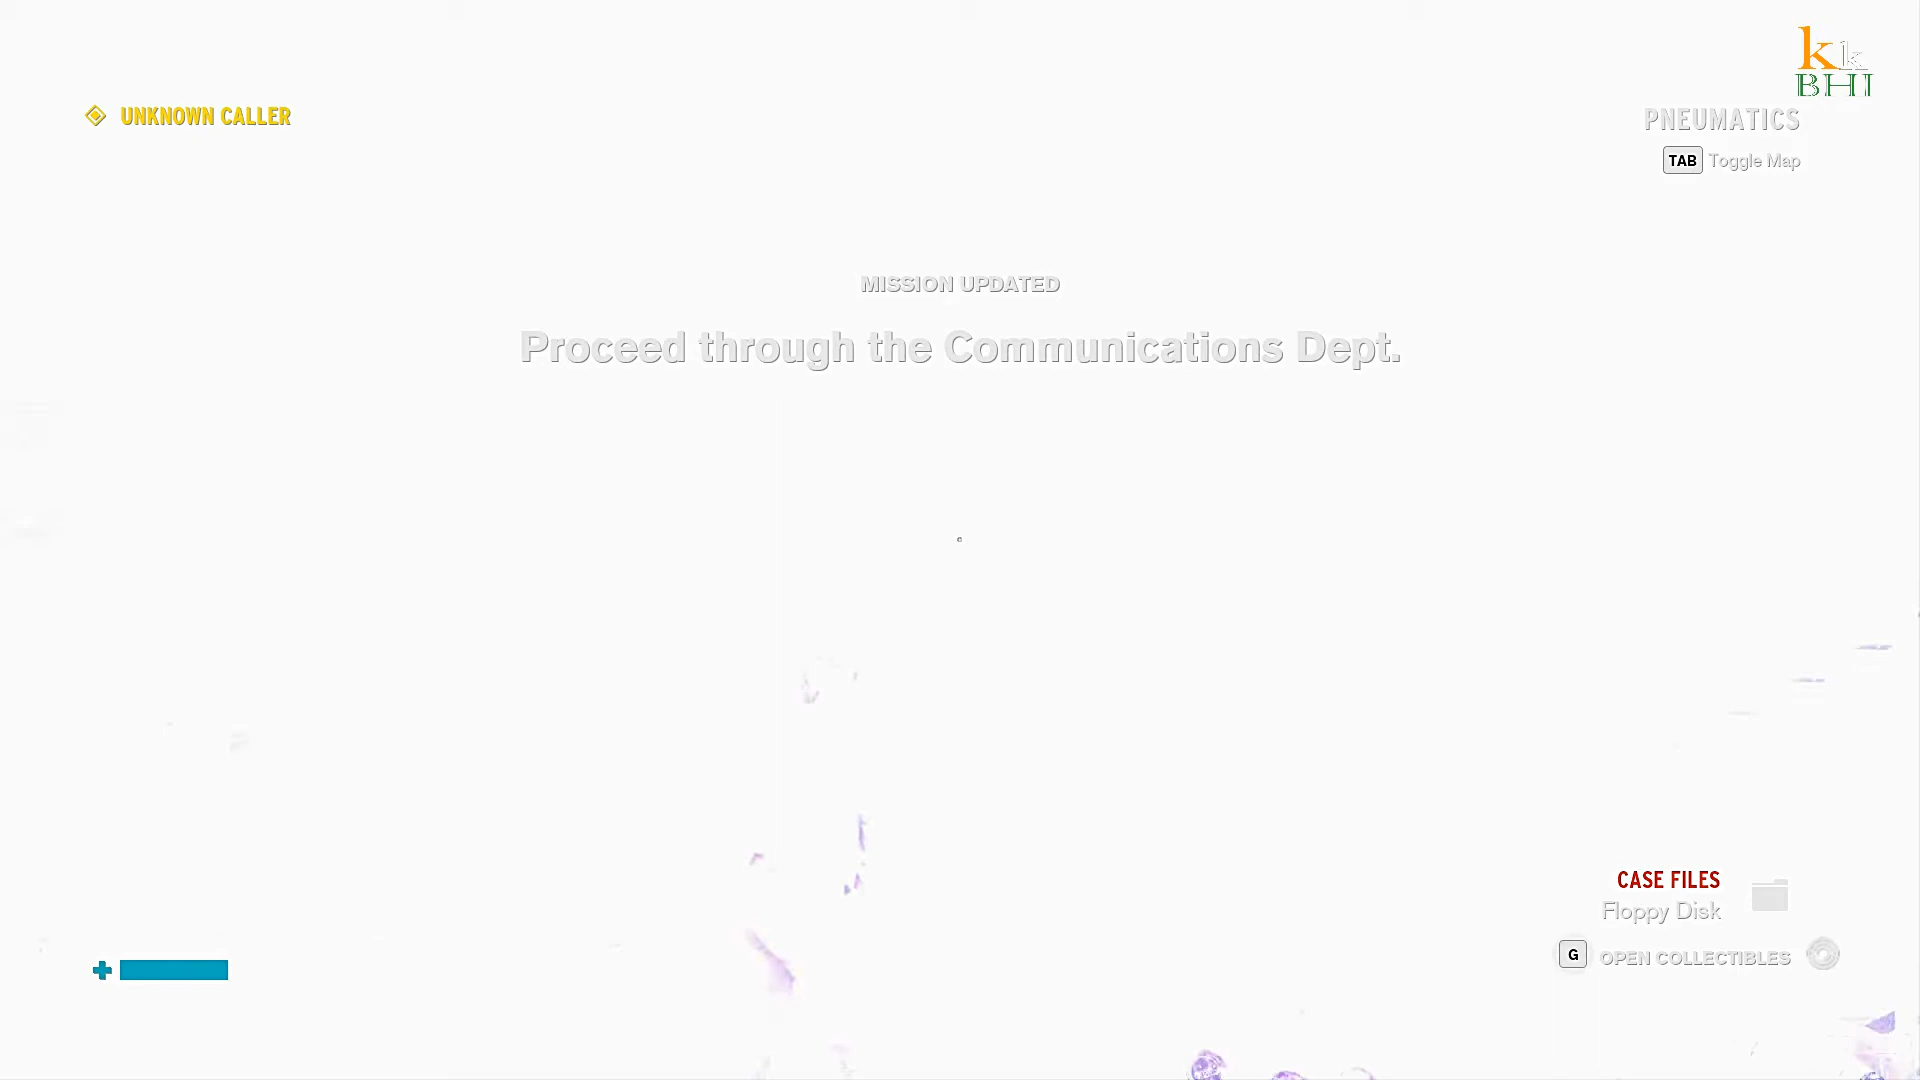 k k
BHI
UNKNOWN CALLER
PNEUMATICS
TAB Toggle Map
MISSION UPDATED
Proceed through the Communications Dept.
CASE FILES
Floppy Disk
G OPEN COLLECTIBLES